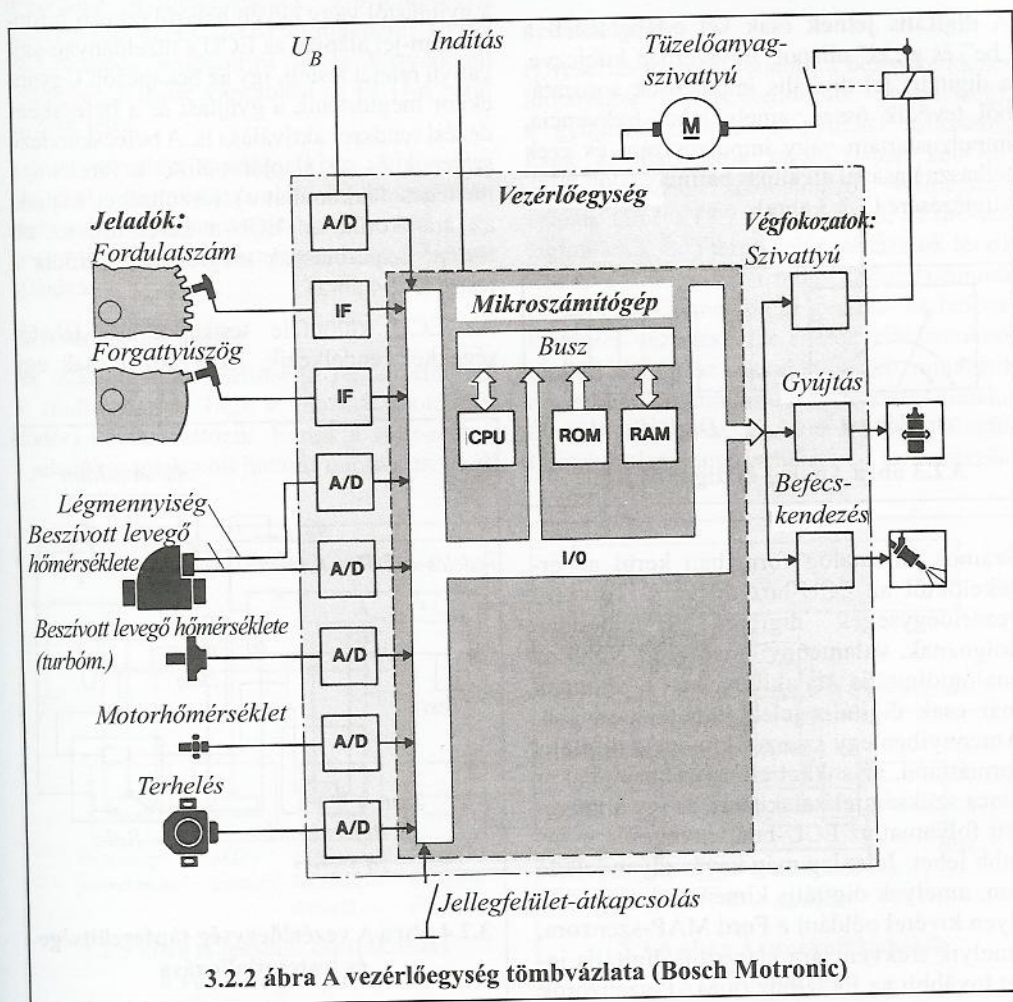 U_B
Indítás
Tüzelőanyag-
szivattyú
M
Vezérlőegység
Végfokozatok:
Szivattyú
A/D
Jeladók:
Fordulatszám
IF
Mikroszámítógép
Busz
Forgattyúszög
IF
Gyújtás
CPU
ROM
RAM
A/D
Légmennyiség
Beszívott levegő
hőmérséklete
A/D
Befecs-
kendezés
I/0
Beszívott levegő hőmérséklete
(turbóm.)
A/D
Motorhőmérséklet
A/D
Terhelés
A/D
Jellegfelület-átkapcsolás
3.2.2 ábra A vezérlőegység tömbvázlata (Bosch Motronic)